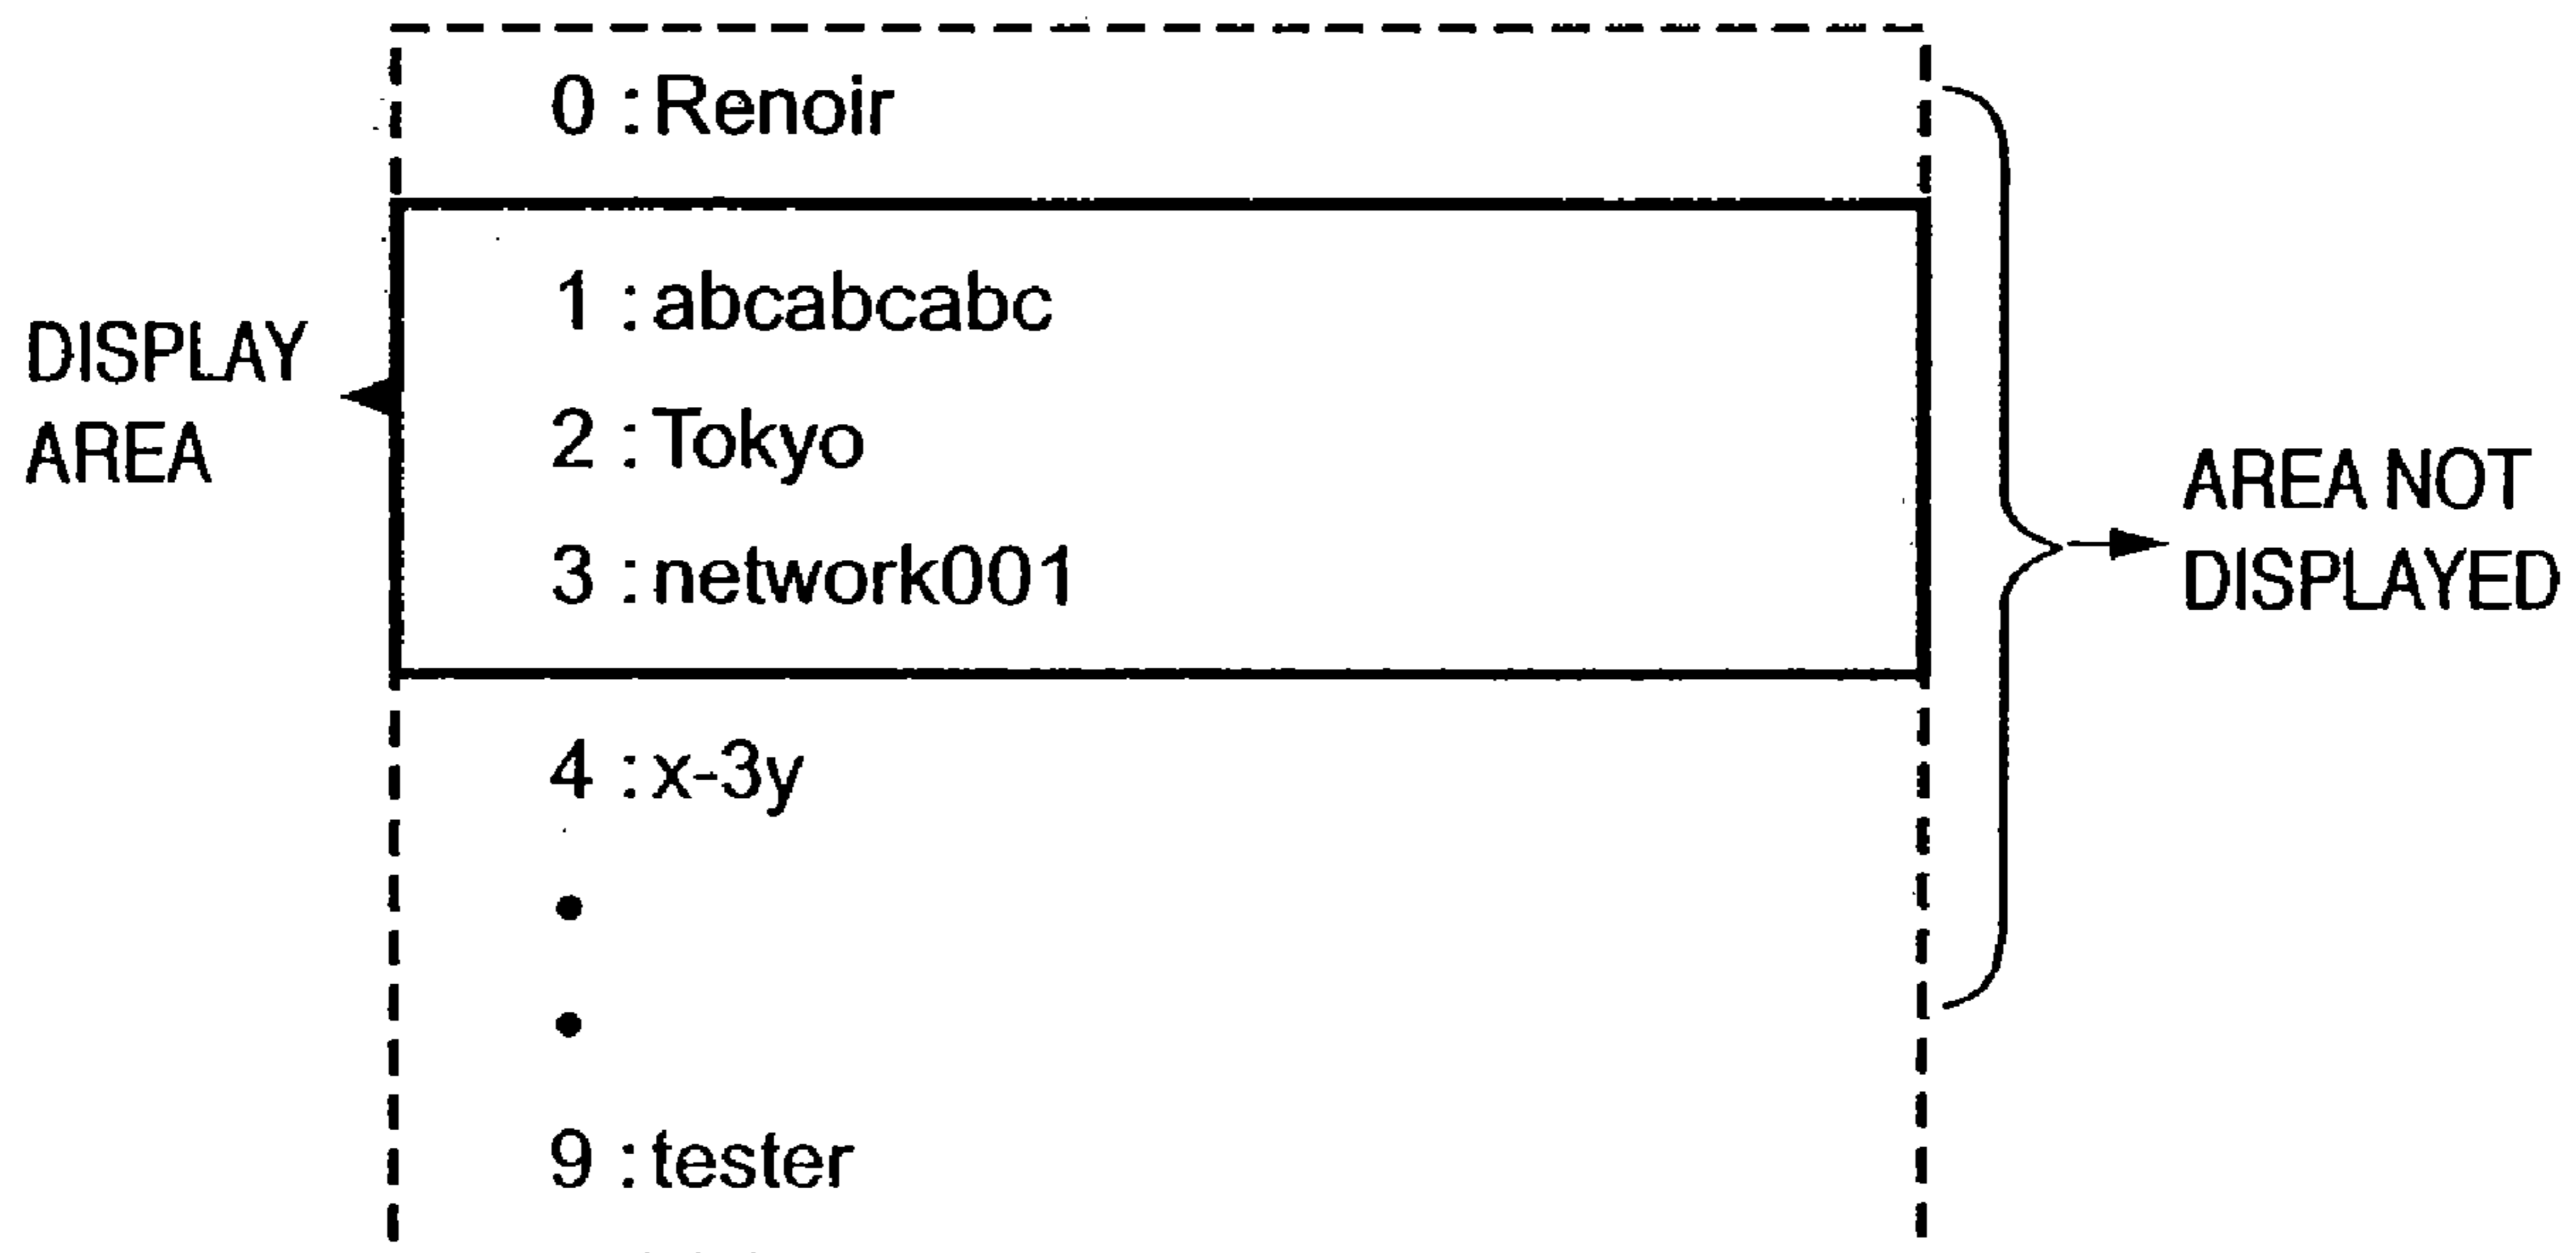 0 :Renoir
1 :abcabcabc
2 :Tokyo
3 :network001
4 :x-3y
•
•
9 :tester
DISPLAY
AREA
AREA NOT
DISPLAYED